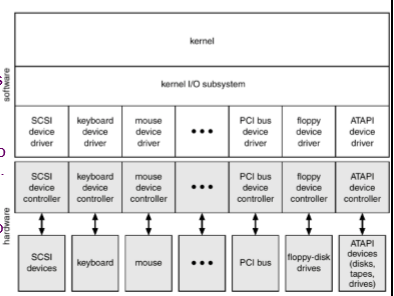 kernel
kernel I/O subsystem
software
SCSI device driver
keyboard device driver
mouse device driver
•••
PCI bus device driver
floppy device driver
ATAPI device driver
hardware
SCSI device controller
keyboard device controller
mouse device controller
•••
PCI bus device controller
floppy device controller
ATAPI device controller
SCSI devices
keyboard
mouse
•••
PCI bus
floppy-disk drives
ATAPI devices (disks, tapes, drives)